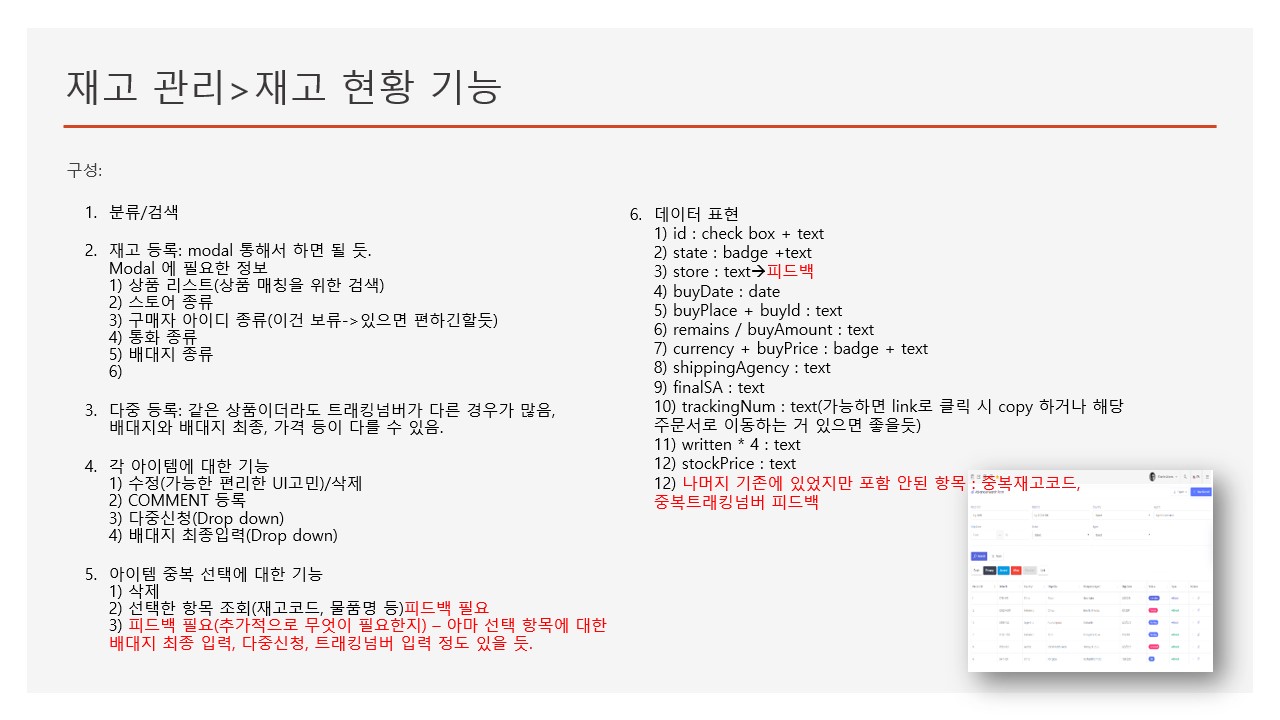 재고 관리>재고 현황 기능
구성:
1. 분류/검색
2. 재고 등록: modal 통해서 하면 될 듯.
Modal 에 필요한 정보
1) 상품 리스트(상품 매칭을 위한 검색)
2) 스토어 종류
3) 구매자 아이디 종류(이건 보류->있으면 편하긴할듯)
4) 통화 종류
5) 배대지 종류
6)
3. 다중 등록: 같은 상품이더라도 트래킹넘버가 다른 경우가 많음,
배대지와 배대지 최종, 가격 등이 다를 수 있음.
4. 각 아이템에 대한 기능
1) 수정(가능한 편리한 UI고민)/삭제
2) COMMENT 등록
3) 다중신청(Drop down)
4) 배대지 최종입력(Drop down)
5. 아이템 중복 선택에 대한 기능
1) 삭제
2) 선택한 항목 조회(재고코드, 물품명 등)피드백 필요
3) 피드백 필요(추가적으로 무엇이 필요한지) – 아마 선택 항목에 대한
배대지 최종 입력, 다중신청, 트래킹넘버 입력 정도 있을 듯.
6. 데이터 표현
1) id : check box + text
2) state : badge +text
3) store : text→피드백
4) buyDate : date
5) buyPlace + buyId : text
6) remains / buyAmount : text
7) currency + buyPrice : badge + text
8) shippingAgency : text
9) finalSA : text
10) trackingNum : text(가능하면 link로 클릭 시 copy 하거나 해당
주문서로 이동하는 거 있으면 좋을듯)
11) written * 4 : text
12) stockPrice : text
12) 나머지 기존에 있었지만 포함 안된 항목 : 중복재고코드,
중복트래킹넘버 피드백